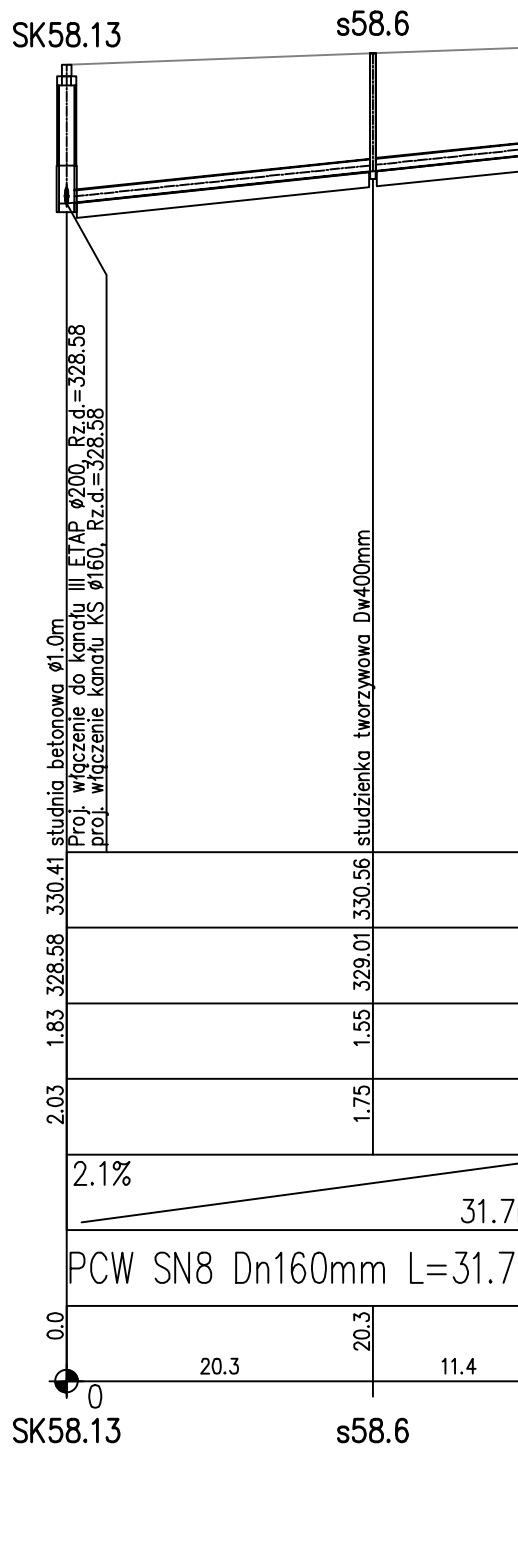 SK58.13
s58.6
studnia betonowa ø1.0m
Proj. włączenie do kanału III ETAP ø200, Rz.d.=328.58
proj. włączenie kanału KS ø160, Rz.d.=328.58
studzienka tworzywowa Dw400mm
330.41
330.56
328.58
329.01
1.83
1.55
2.03
1.75
2.1%
31.7
PCW SN8 Dn160mm L=31.7
0.0
20.3
20.3
11.4
0
SK58.13
s58.6